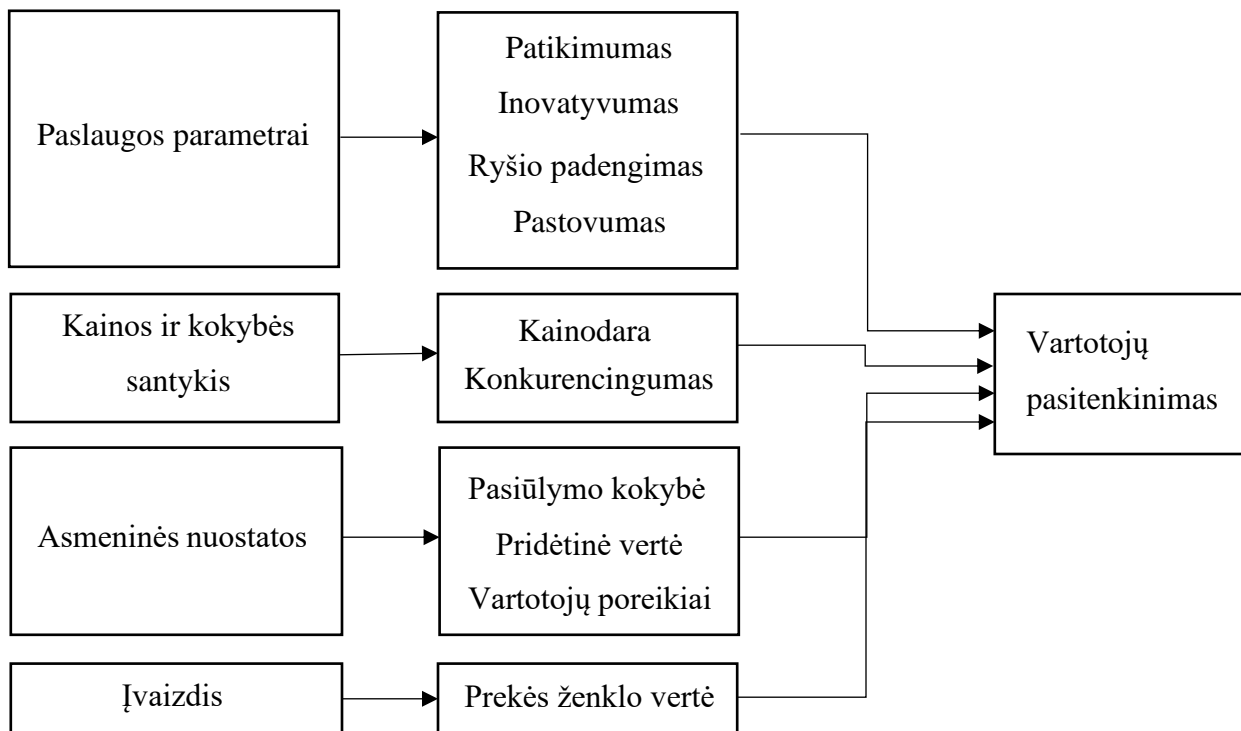 Paslaugos parametrai
Patikimumas
Inovatyvumas
Ryšio padengimas
Pastovumas
Kainos ir kokybės
santykis
Kainodara
Konkurencingumas
Vartotojų
pasitenkinimas
Asmeninės nuostatos
Pasiūlymo kokybė
Pridėtinė vertė
Vartotojų poreikiai
Įvaizdis
Prekės ženklo vertė